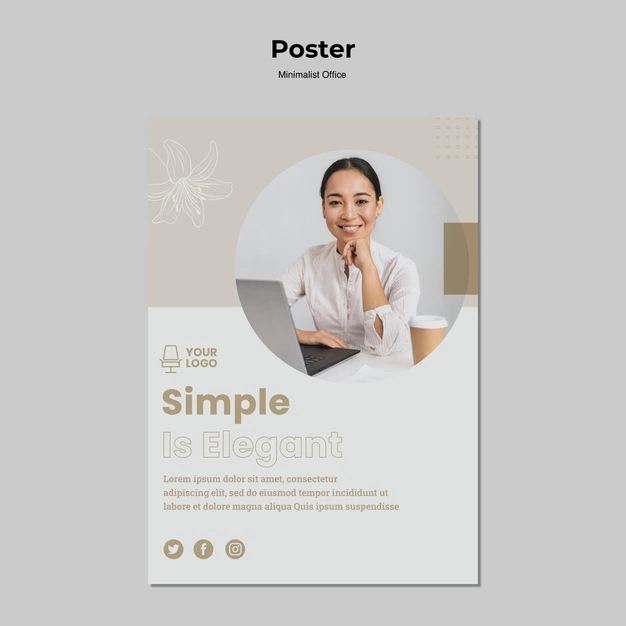 Poster
Minimalist Office
YOUR
LOGO
Simple
Is Elegant
Lorem ipsum dolor sit amet, consectetur
adipiscing elit, sed do eiusmod tempor incididunt ut
labore et dolore magna aliqua Quis ipsum suspendisse